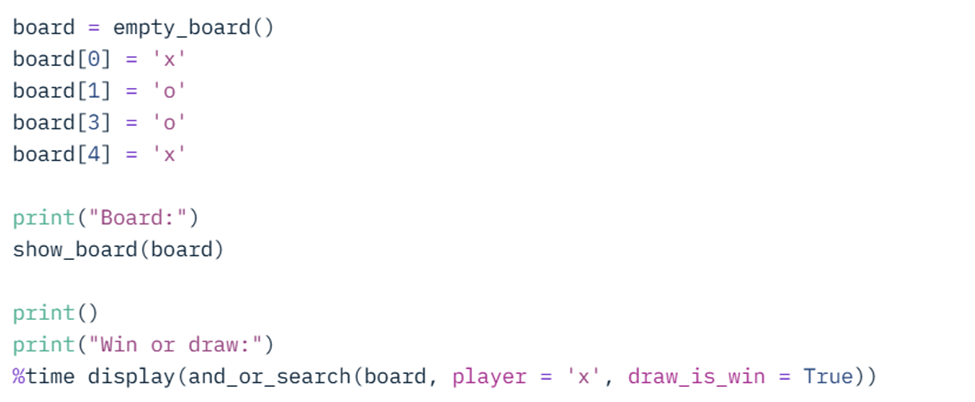 board = empty_board()
board[0] = 'x'
board[1] = 'o'
board[3] = 'o'
board[4] = 'x'
print("Board:")
show_board(board)
print()
print("Win or draw:")
%time display(and_or_search(board, player = 'x', draw_is_win = True))